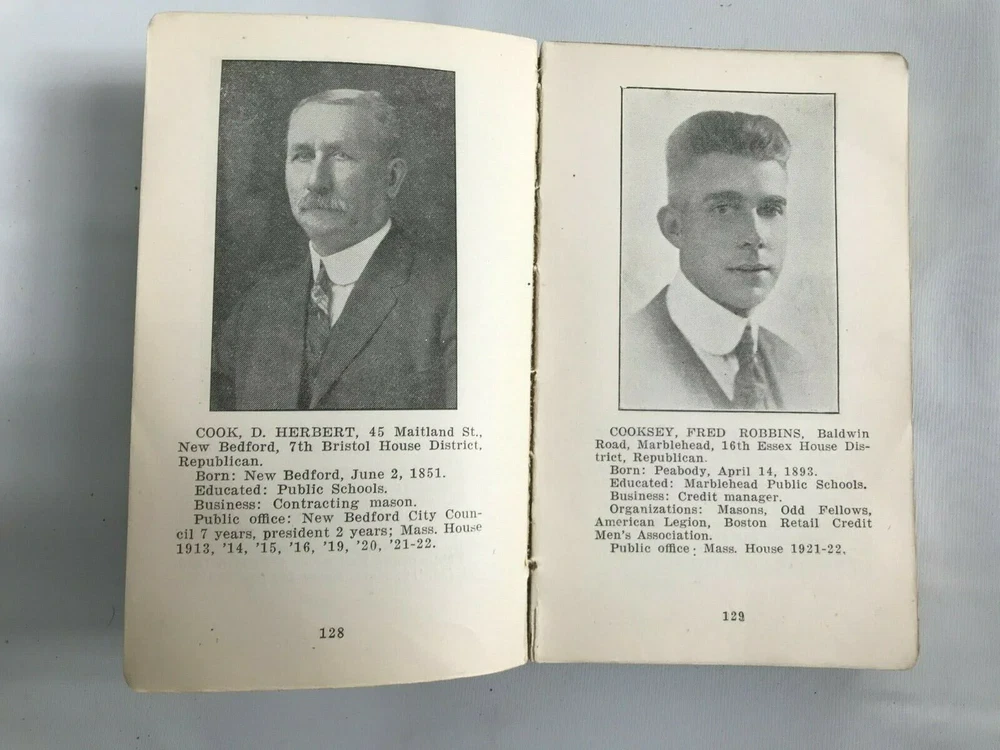 COOK, D. HERBERT, 45 Maitland St.,
New Bedford, 7th Bristol House District,
Republican.
Born: New Bedford, June 2, 1851.
Educated: Public Schools.
Business: Contracting mason.
Public office: New Bedford City Coun-
cil 7 years, president 2 years; Mass. House
1913, '14, '15, '16, '19, '20, '21-22.
128
COOKSEY, FRED ROBBINS, Baldwin
Road, Marblehead, 16th Essex House Dis-
trict, Republican.
Born: Peabody, April 14, 1893.
Educated: Marblehead Public Schools.
Business: Credit manager.
Organizations: Masons, Odd Fellows,
American Legion, Boston Retail Credit
Men's Association.
Public office: Mass. House 1921-22.
129